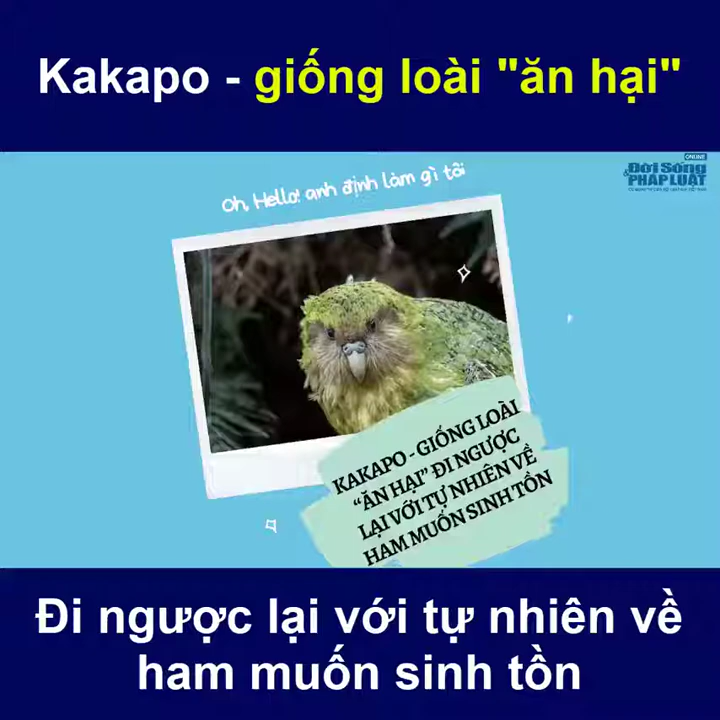 Kakapo - giống loài "ăn hại"
ONLINE
Đời Sống
& PHÁP LUẬT
Oh, Hello! anh định làm gì tôi
KAKAPO - GIỐNG LOÀI
“ĂN HẠI” ĐI NGƯỢC
LẠI VỚI TỰ NHIÊN VỀ
HAM MUỐN SINH TỒN
Đi ngược lại với tự nhiên về
ham muốn sinh tồn